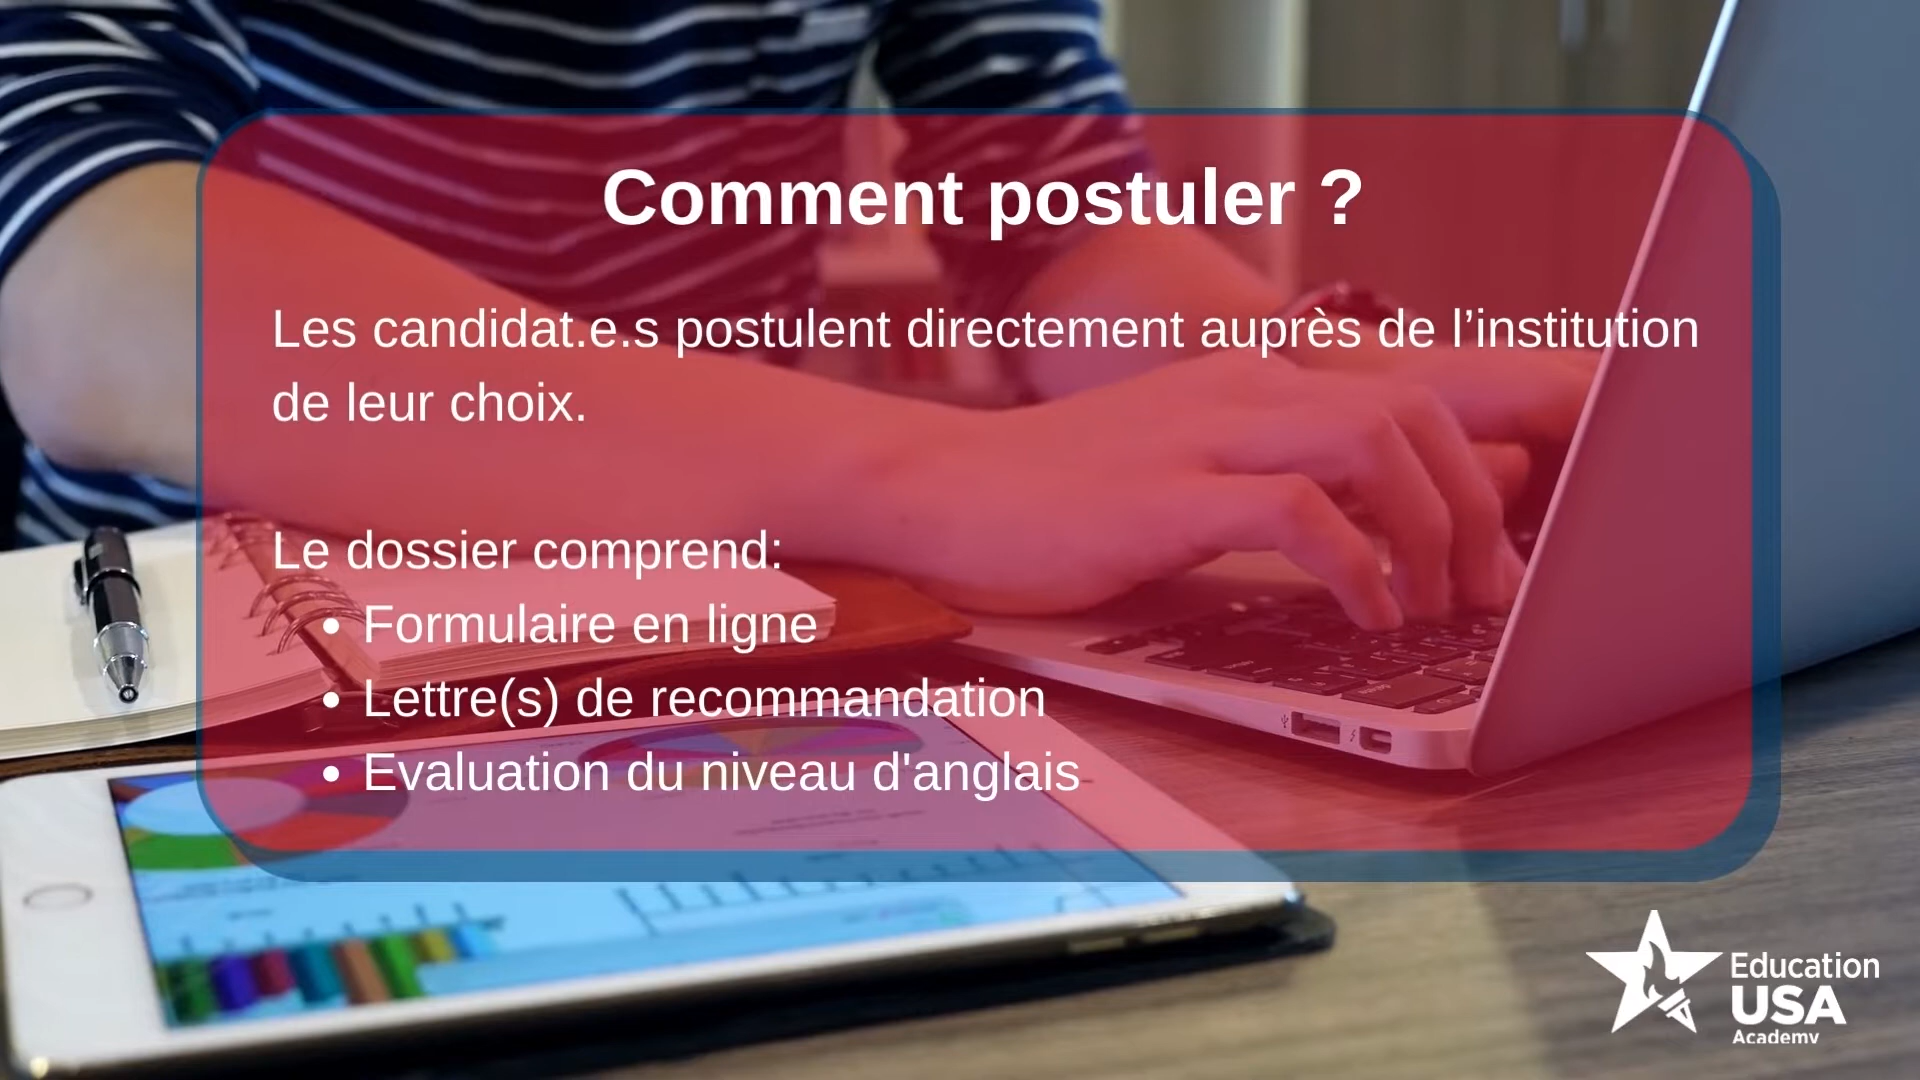 Comment postuler ?
Les candidat.e.s postulent directement auprès de l’institution
de leur choix.
Le dossier comprend:
• Formulaire en ligne
• Lettre(s) de recommandation
• Evaluation du niveau d'anglais
Education
USA
Academy